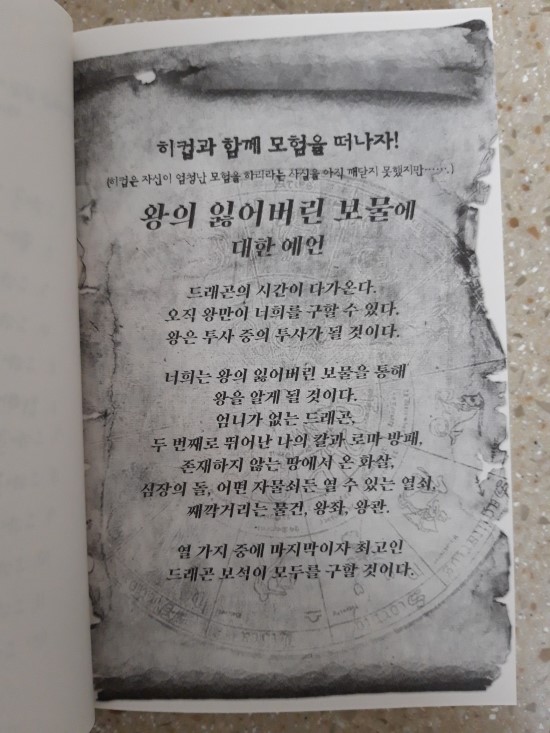 히컵과 함께 모험을 떠나자!
(히컵은 자신이 엄청난 모험을 하리라는 사실을 아직 깨닫지 못했지만…….)
왕의 잃어버린 보물에
대한 예언
드래곤의 시간이 다가온다.
오직 왕만이 너희를 구할 수 있다.
왕은 투사 중의 투사가 될 것이다.
너희는 왕의 잃어버린 보물을 통해
왕을 알게 될 것이다.
엄니가 없는 드래곤,
두 번째로 뛰어난 나의 칼과 로마 방패,
존재하지 않는 땅에서 온 화살,
심장의 돌, 어떤 자물쇠든 열 수 있는 열쇠,
째깍거리는 물건, 왕좌, 왕관.
열 가지 중에 마지막이자 최고인
드래곤 보석이 모두를 구할 것이다.